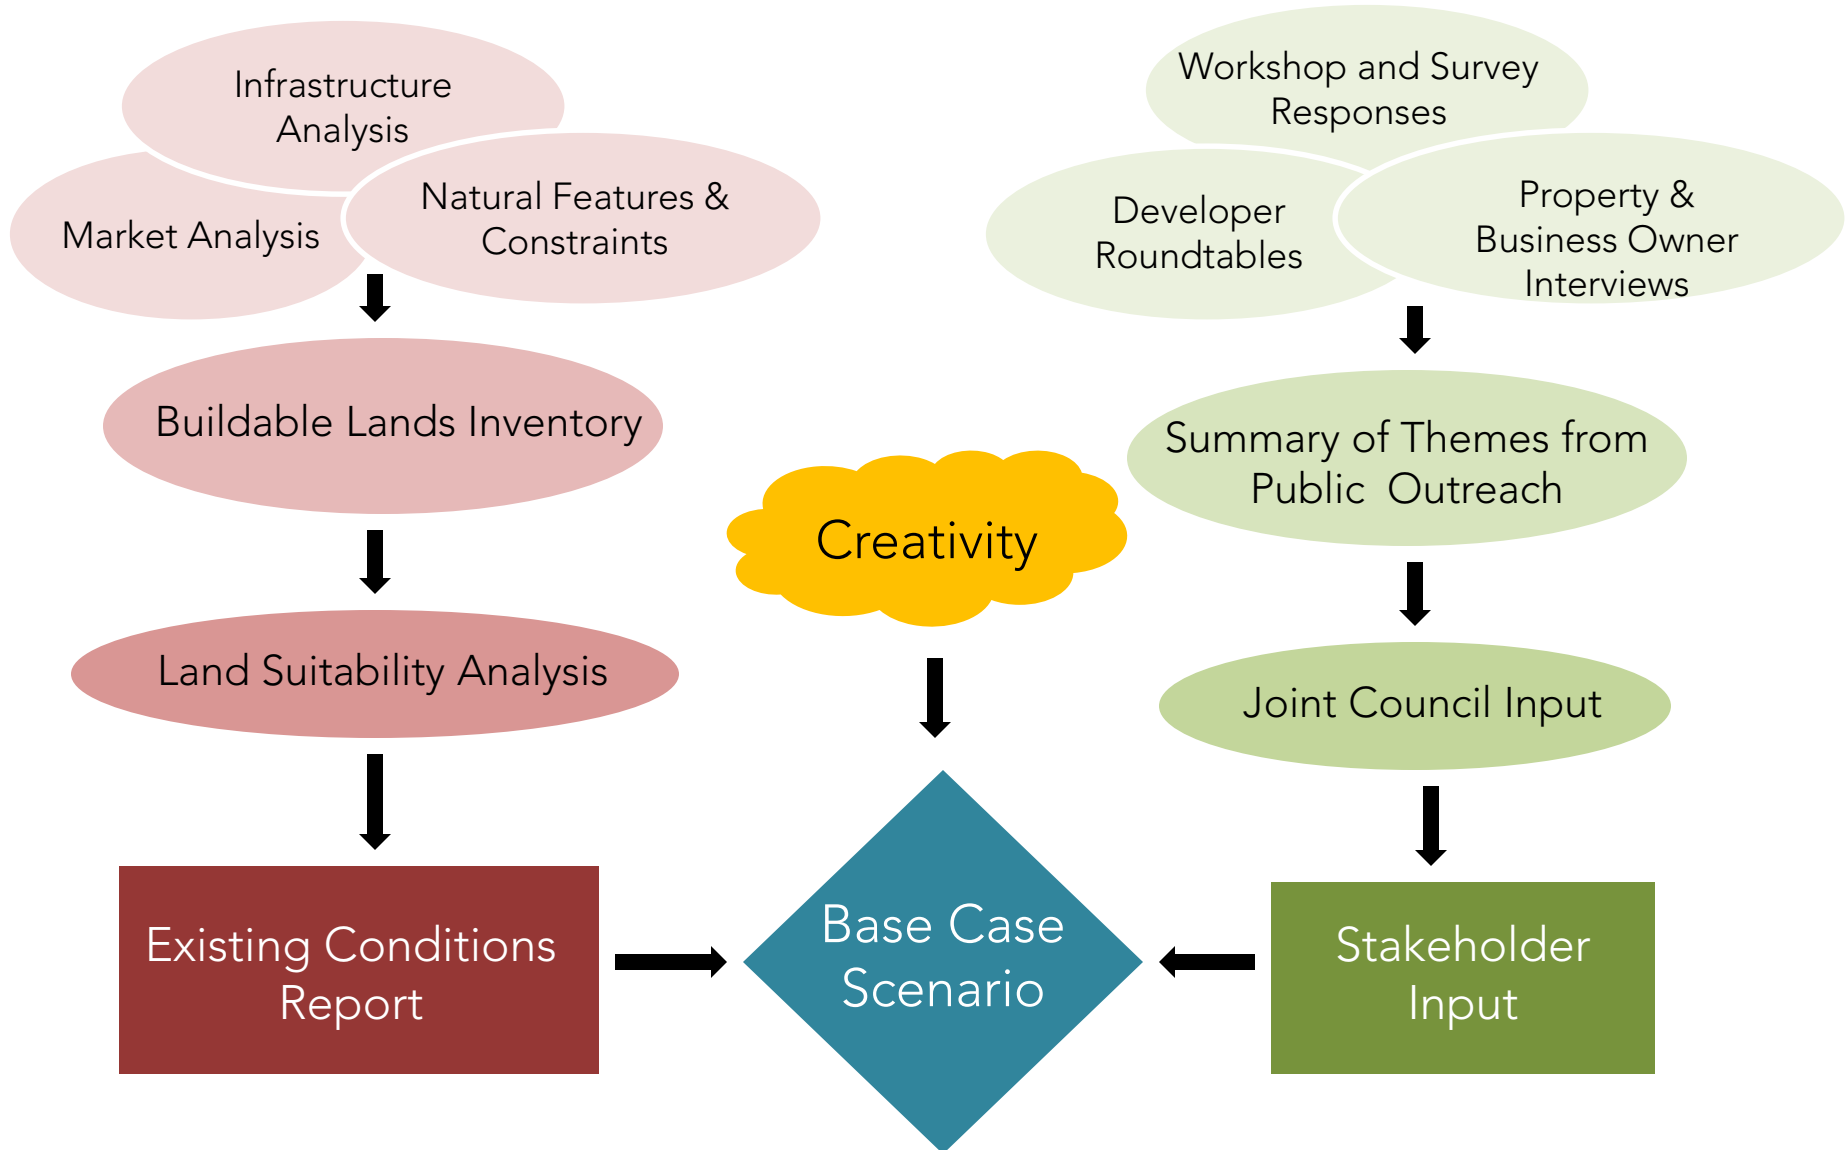 Infrastructure
Analysis
Market Analysis
Natural Features &
Constraints
Buildable Lands Inventory
Land Suitability Analysis
Existing Conditions
Report
Creativity
Base Case
Scenario
Workshop and Survey
Responses
Developer
Roundtables
Property &
Business Owner
Interviews
Summary of Themes from
Public Outreach
Joint Council Input
Stakeholder
Input